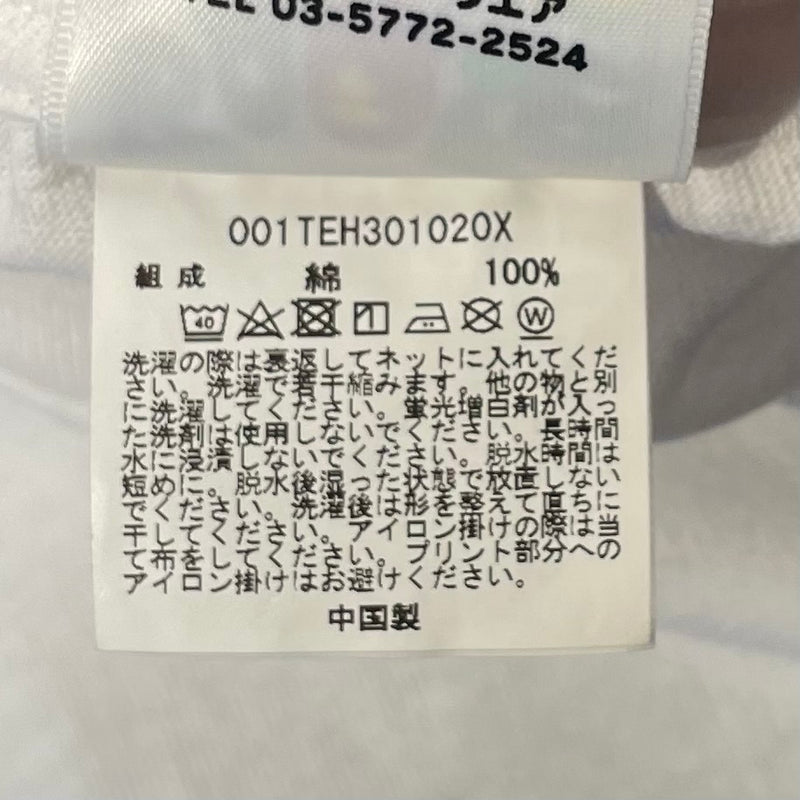 TEL 03-5772-2524
001TEH301020X
組成 綿 100%
40
W
洗濯の際は裏返してネットに入れてくだ
さい。洗濯で若干縮みます。他の物と別
に洗濯してください。蛍光増白剤が入っ
た洗剤は使用しないでください。長時間
水に浸漬しないでください。脱水時間は
短めに。脱水後湿った状態で放置しない
でください。洗濯後は形を整えて直ちに
干してください。アイロン掛けの際は当
て布をしてください。プリント部分への
アイロン掛けはお避けください。
中国製